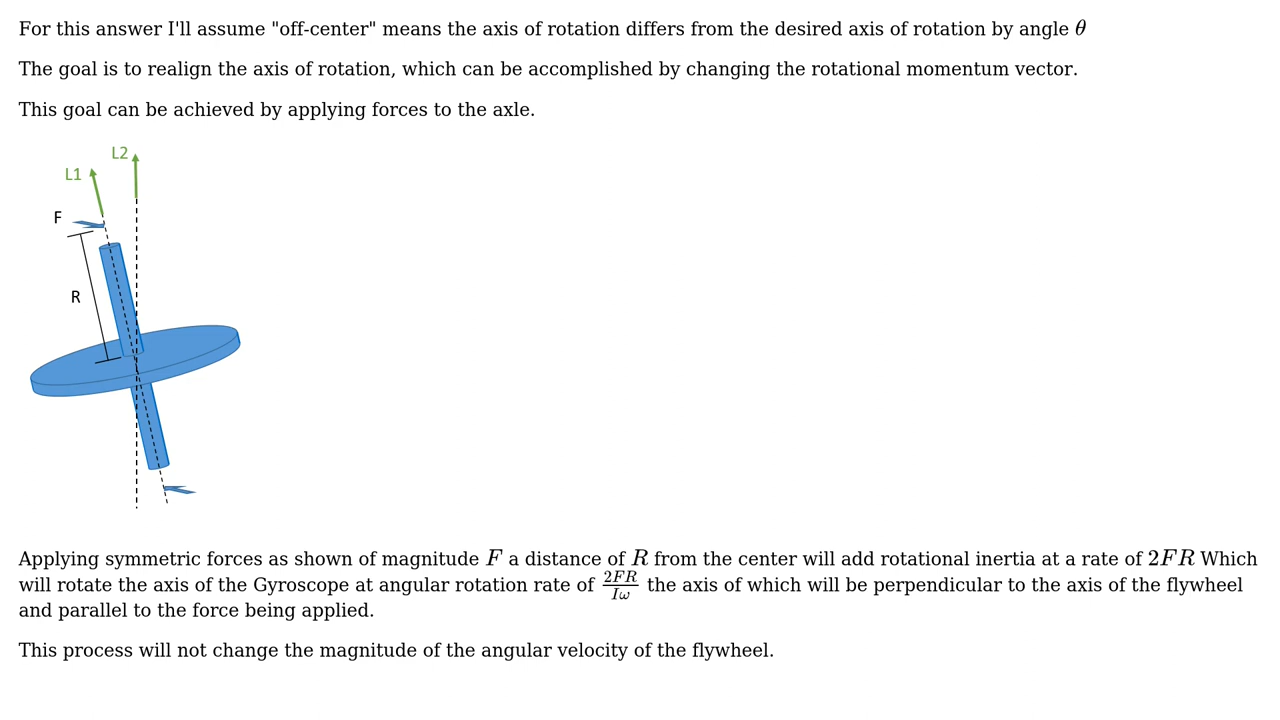 For this answer I'll assume "off-center" means the axis of rotation differs from the desired axis of rotation by angle θ
The goal is to realign the axis of rotation, which can be accomplished by changing the rotational momentum vector.
This goal can be achieved by applying forces to the axle.
L2
L1
F
R
Applying symmetric forces as shown of magnitude F a distance of R from the center will add rotational inertia at a rate of 2FR Which
will rotate the axis of the Gyroscope at angular rotation rate of \frac{2FR}{Iω} the axis of which will be perpendicular to the axis of the flywheel
and parallel to the force being applied.
This process will not change the magnitude of the angular velocity of the flywheel.